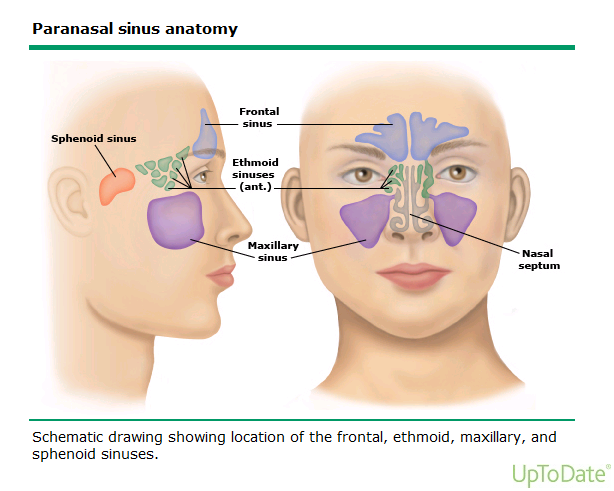 Paranasal sinus anatomy
Frontal
sinus
Sphenoid sinus
Ethmoid
sinuses
(ant.)
Maxillary
sinus
Nasal
septum
Schematic drawing showing location of the frontal, ethmoid, maxillary, and
sphenoid sinuses.
UpToDate®